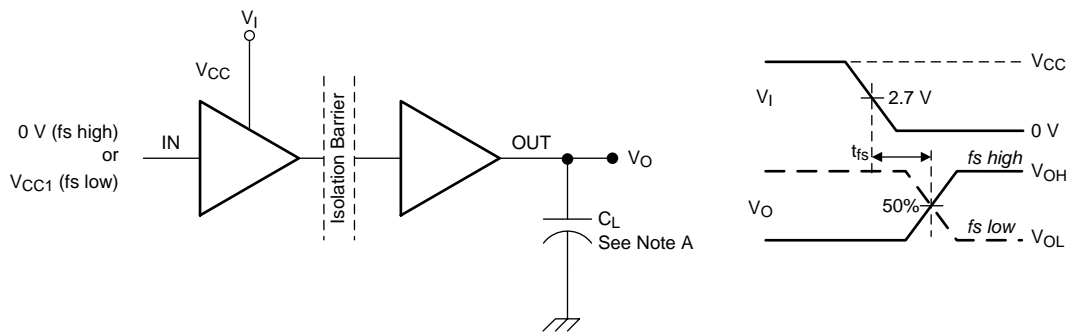 VI
VCC
0 V (fs high)
or
VCC1 (fs low)
IN
Isolation Barrier
OUT
VO
CL
See Note A
VCC
VI
2.7 V
0 V
tfs
fs high
VOH
VO
50%
fs low
VOL